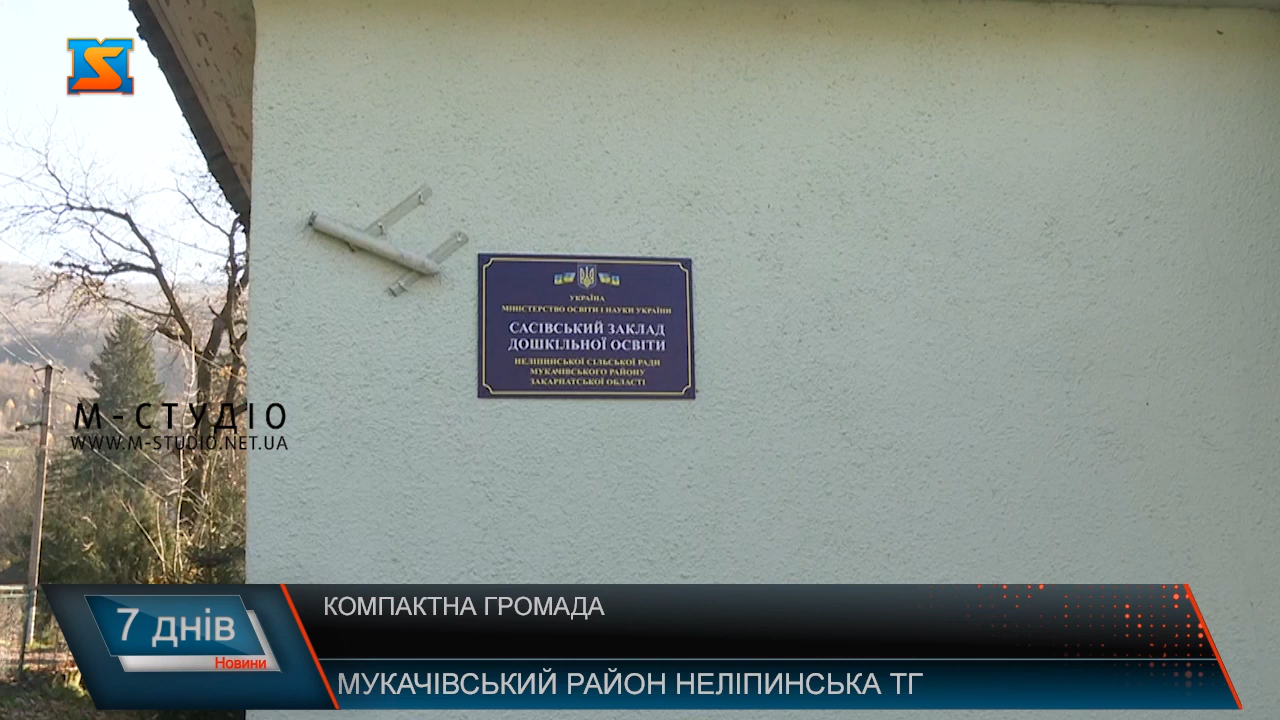 УКРАЇНА
МІНІСТЕРСТВО ОСВІТИ І НАУКИ УКРАЇНИ
САСІВСЬКИЙ ЗАКЛАД
ДОШКІЛЬНОЇ ОСВІТИ
НЕЛІПИНСЬКОЇ СІЛЬСЬКОЇ РАДИ
МУКАЧІВСЬКОГО РАЙОНУ
ЗАКАРПАТСЬКОЇ ОБЛАСТІ
М-СТУДІО
WWW.M-STUDIO.NET.UA
7 днів
Новини
КОМПАКТНА ГРОМАДА
МУКАЧІВСЬКИЙ РАЙОН НЕЛІПИНСЬКА ТГ